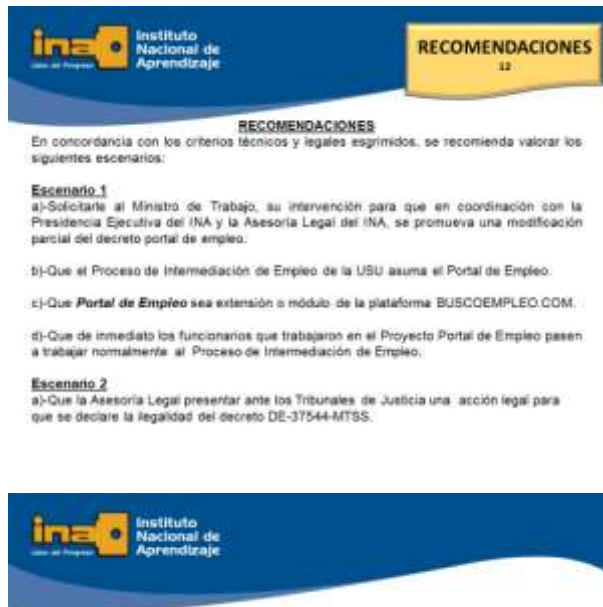 ina
Instituto
Nacional de
Aprendizaje
RECOMENDACIONES
12
RECOMENDACIONES
En concordancia con los criterios técnicos y legales esgrimidos, se recomienda valorar los
siguientes escenarios:
Escenario 1
a)-Solicitarle al Ministro de Trabajo, su intervención para que en coordinación con la
Presidencia Ejecutiva del INA y la Asesoría Legal del INA, se promueva una modificación
parcial del decreto portal de empleo.
b)-Que el Proceso de Intermediación de Empleo de la USU asuma el Portal de Empleo.
c)-Que Portal de Empleo sea extensión o módulo de la plataforma BUSCOEMPLEO.COM.
d)-Que de inmediato los funcionarios que trabajaron en el Proyecto Portal de Empleo pasen
a trabajar normalmente al Proceso de Intermediación de Empleo.
Escenario 2
a)-Que la Asesoría Legal presentar ante los Tribunales de Justicia una acción legal para
que se declare la ilegalidad del decreto DE-37544-MTSS.
ina
Instituto
Nacional de
Aprendizaje